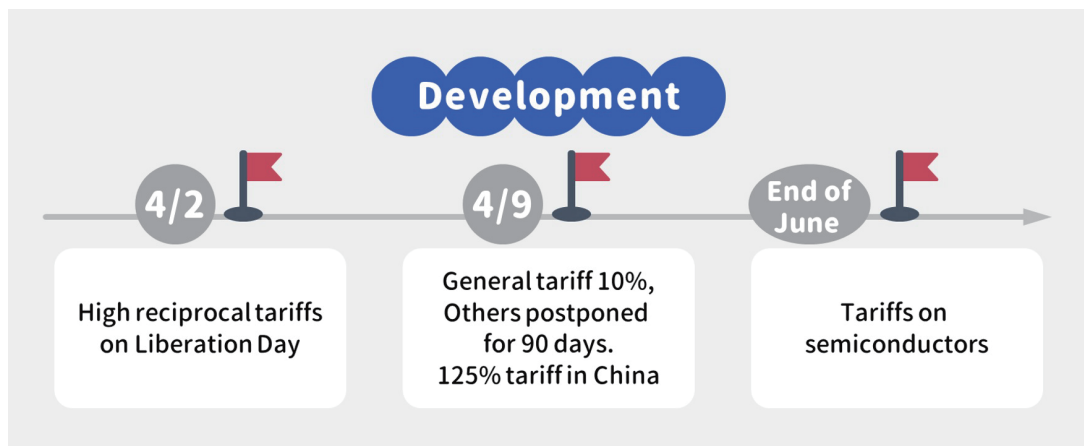 Development
4/2
4/9
End of
June
High reciprocal tariffs
on Liberation Day
General tariff 10%,
Others postponed
for 90 days.
125% tariff in China
Tariffs on
semiconductors